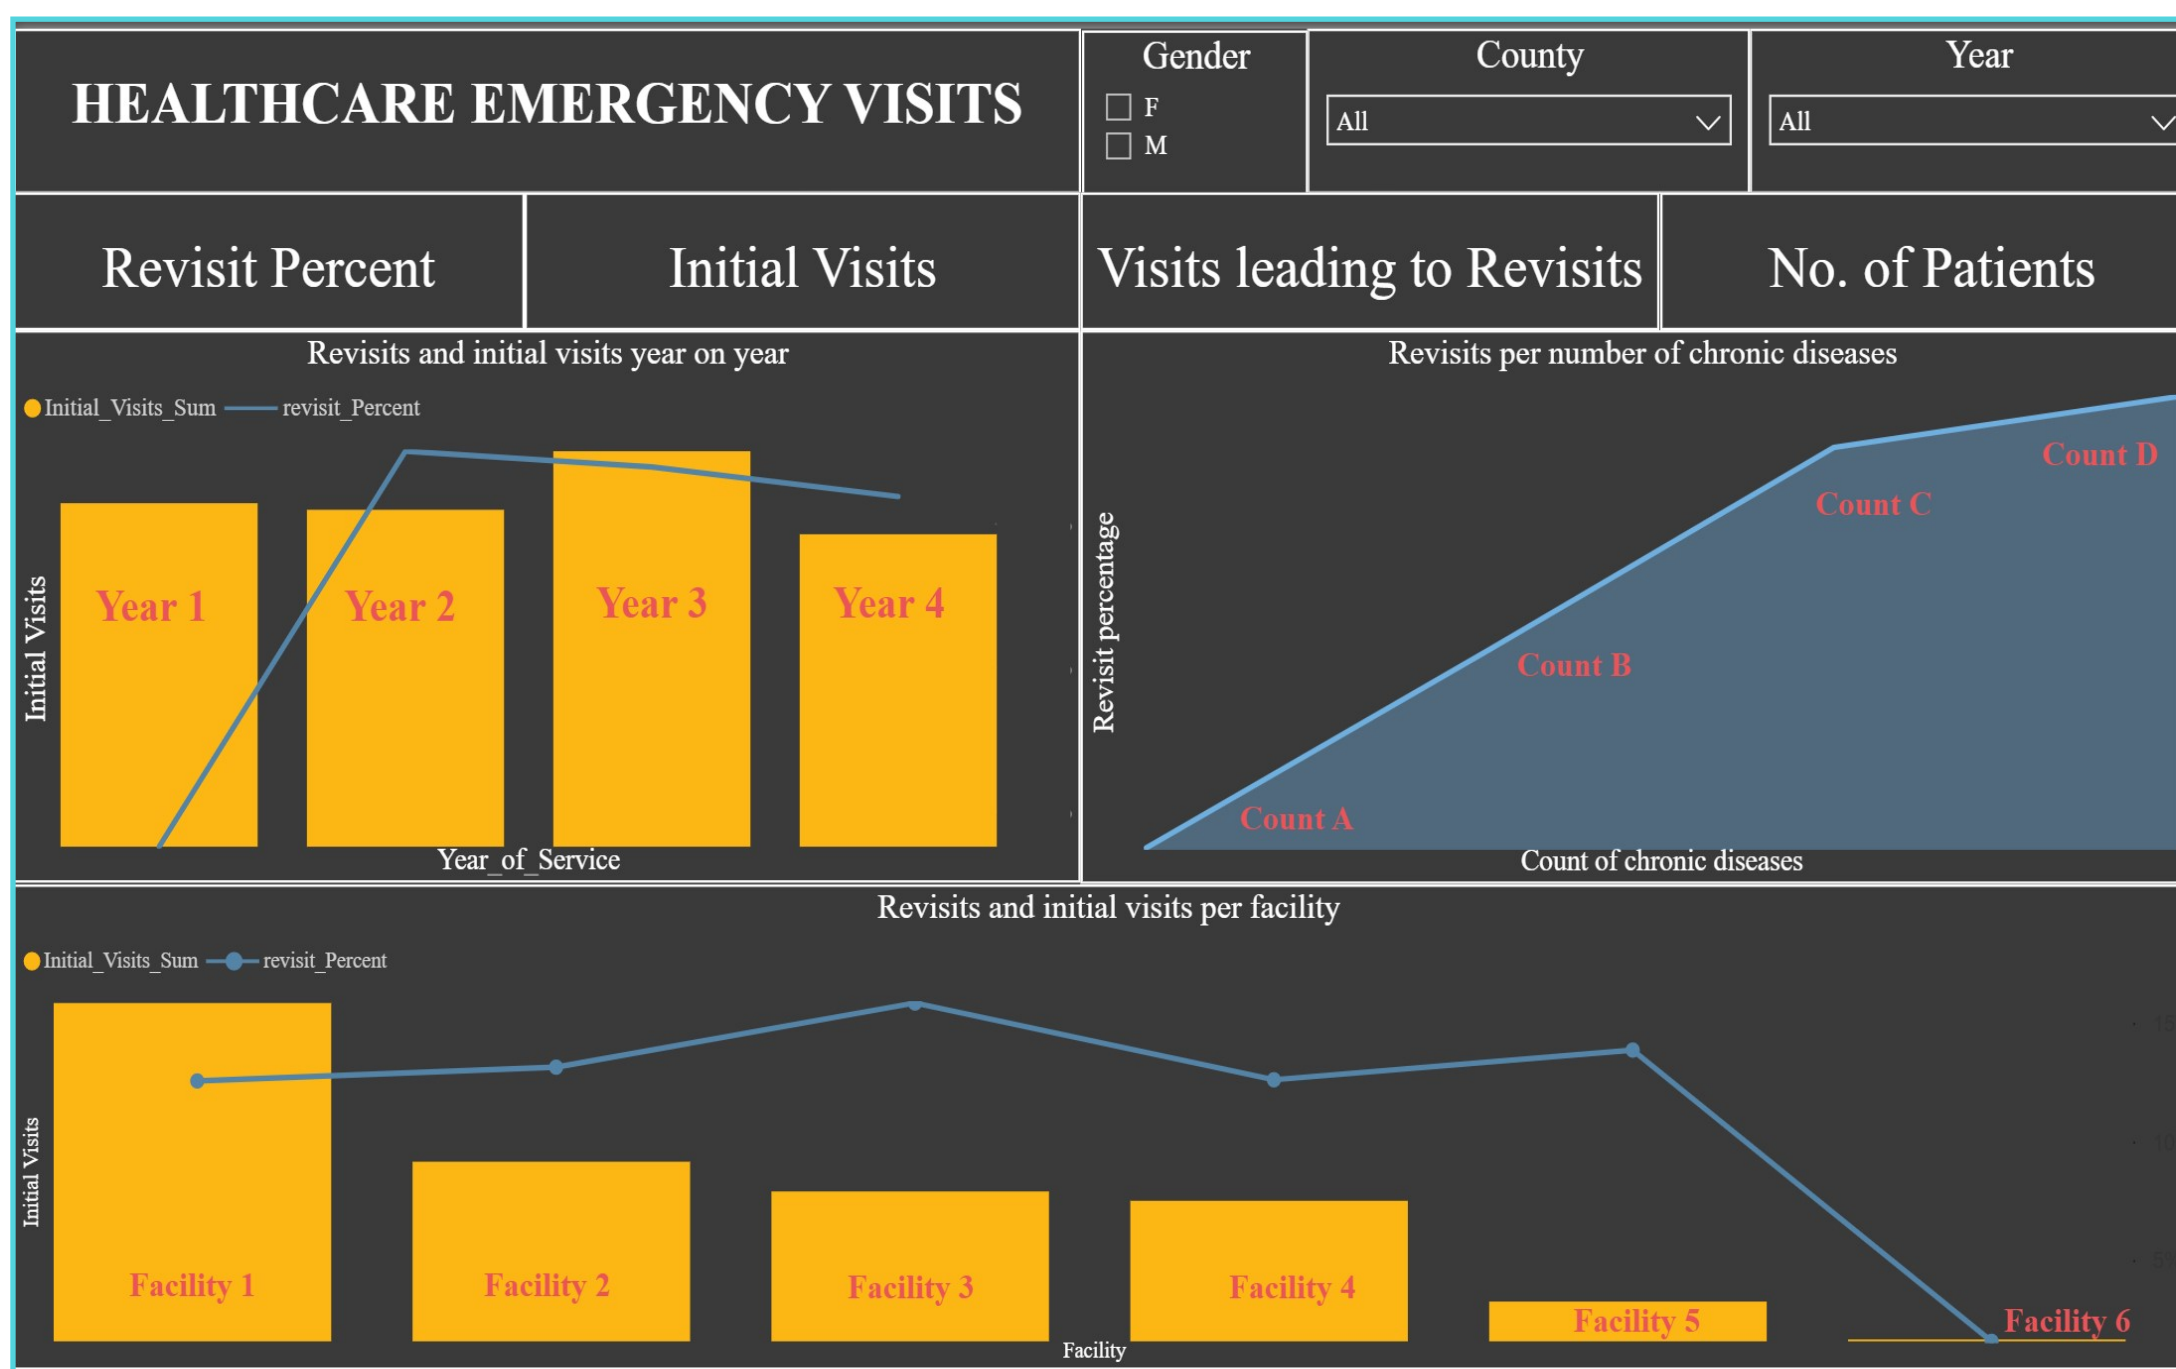 HEALTHCARE EMERGENCY VISITS
Gender
F
M
County
All
Year
All
Revisit Percent
Initial Visits
Visits leading to Revisits
No. of Patients
Revisits and initial visits year on year
Initial_Visits_Sum
revisit_Percent
Initial Visits
Year 1
Year 2
Year 3
Year 4
Year_of_Service
Revisits per number of chronic diseases
Revisit percentage
Count A
Count B
Count C
Count D
Count of chronic diseases
Revisits and initial visits per facility
Initial_Visits_Sum
revisit_Percent
Initial Visits
Facility 1
Facility 2
Facility 3
Facility 4
Facility 5
Facility 6
Facility